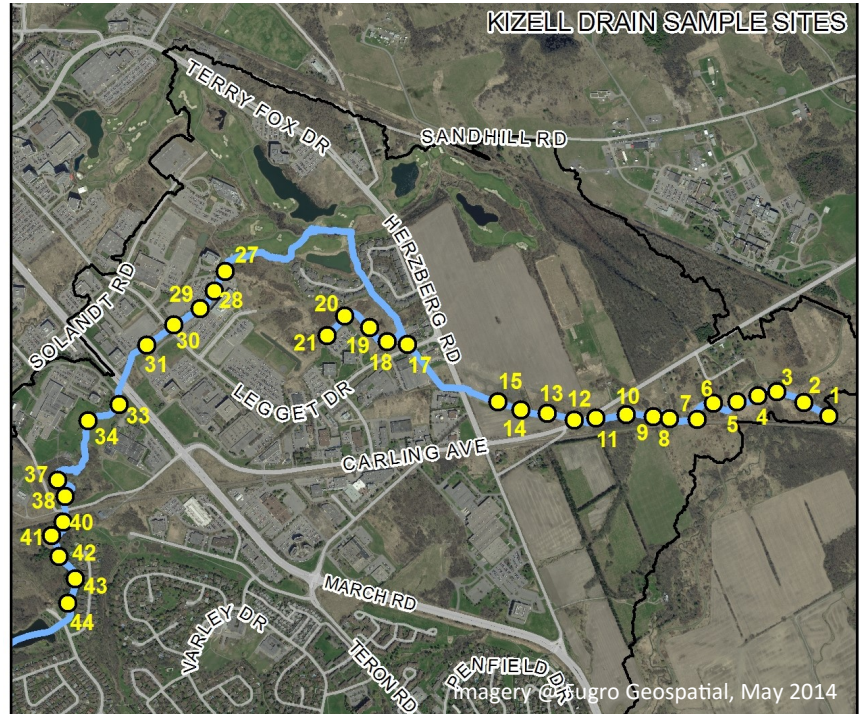 KIZELL DRAIN SAMPLE SITES
TERRY FOX DR
SANDHILL RD
HERZBERG RD
SOLANDT RD
27
28
29
30
31
20
21
19
18
17
LEGGET DR
33
34
15
14
13
12
11
10
9
8
7
6
5
4
3
2
1
CARLING AVE
37
38
40
41
42
43
44
MARCH RD
VARLEY DR
TERON RD
PENFIELD DR
Imagery @ Fugro Geospatial, May 2014